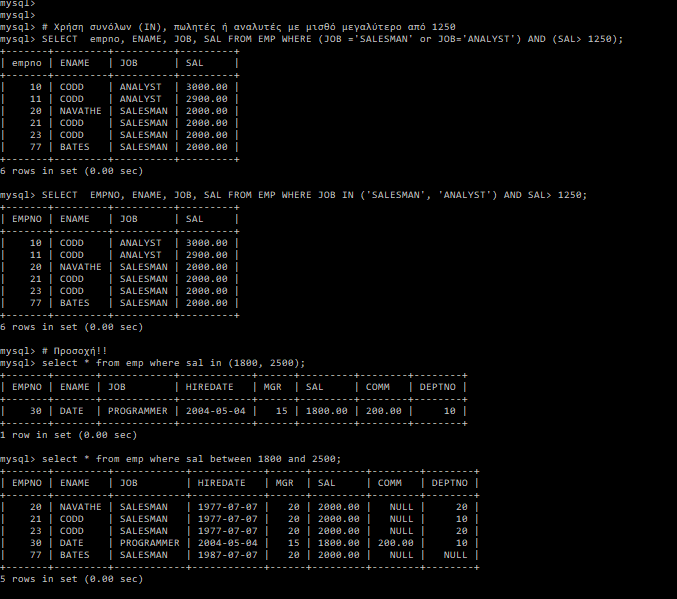 mysql>
mysql>
mysql> # Χρήση συνόλων (IN), πωλητές ή αναλυτές με μισθό μεγαλύτερο από 1250
mysql> SELECT  empno, ENAME, JOB, SAL FROM EMP WHERE (JOB ='SALESMAN' or JOB='ANALYST') AND (SAL> 1250);
+-------+---------+----------+---------+
| empno | ENAME   | JOB      | SAL     |
+-------+---------+----------+---------+
|    10 | CODD    | ANALYST  | 3000.00 |
|    11 | CODD    | ANALYST  | 2900.00 |
|    20 | NAVATHE | SALESMAN | 2000.00 |
|    21 | CODD    | SALESMAN | 2000.00 |
|    23 | CODD    | SALESMAN | 2000.00 |
|    77 | BATES   | SALESMAN | 2000.00 |
+-------+---------+----------+---------+
6 rows in set (0.00 sec)
mysql> SELECT  EMPNO, ENAME, JOB, SAL FROM EMP WHERE JOB IN ('SALESMAN', 'ANALYST') AND SAL> 1250;
+-------+---------+----------+---------+
| EMPNO | ENAME   | JOB      | SAL     |
+-------+---------+----------+---------+
|    10 | CODD    | ANALYST  | 3000.00 |
|    11 | CODD    | ANALYST  | 2900.00 |
|    20 | NAVATHE | SALESMAN | 2000.00 |
|    21 | CODD    | SALESMAN | 2000.00 |
|    23 | CODD    | SALESMAN | 2000.00 |
|    77 | BATES   | SALESMAN | 2000.00 |
+-------+---------+----------+---------+
6 rows in set (0.00 sec)
mysql> # Προσοχή!!
mysql> select * from emp where sal in (1800, 2500);
+-------+-------+------------+------------+------+---------+--------+--------+
| EMPNO | ENAME | JOB        | HIREDATE   | MGR  | SAL     | COMM   | DEPTNO |
+-------+-------+------------+------------+------+---------+--------+--------+
|    30 | DATE  | PROGRAMMER | 2004-05-04 |   15 | 1800.00 | 200.00 |     10 |
+-------+-------+------------+------------+------+---------+--------+--------+
1 row in set (0.00 sec)
mysql> select * from emp where sal between 1800 and 2500;
+-------+---------+------------+------------+------+---------+--------+--------+
| EMPNO | ENAME   | JOB        | HIREDATE   | MGR  | SAL     | COMM   | DEPTNO |
+-------+---------+------------+------------+------+---------+--------+--------+
|    20 | NAVATHE | SALESMAN   | 1977-07-07 |   20 | 2000.00 |   NULL |     20 |
|    21 | CODD    | SALESMAN   | 1977-07-07 |   20 | 2000.00 |   NULL |     10 |
|    23 | CODD    | SALESMAN   | 1977-07-07 |   20 | 2000.00 |   NULL |     20 |
|    30 | DATE    | PROGRAMMER | 2004-05-04 |   15 | 1800.00 | 200.00 |     10 |
|    77 | BATES   | SALESMAN   | 1987-07-07 |   20 | 2000.00 |   NULL |   NULL |
+-------+---------+------------+------------+------+---------+--------+--------+
5 rows in set (0.00 sec)